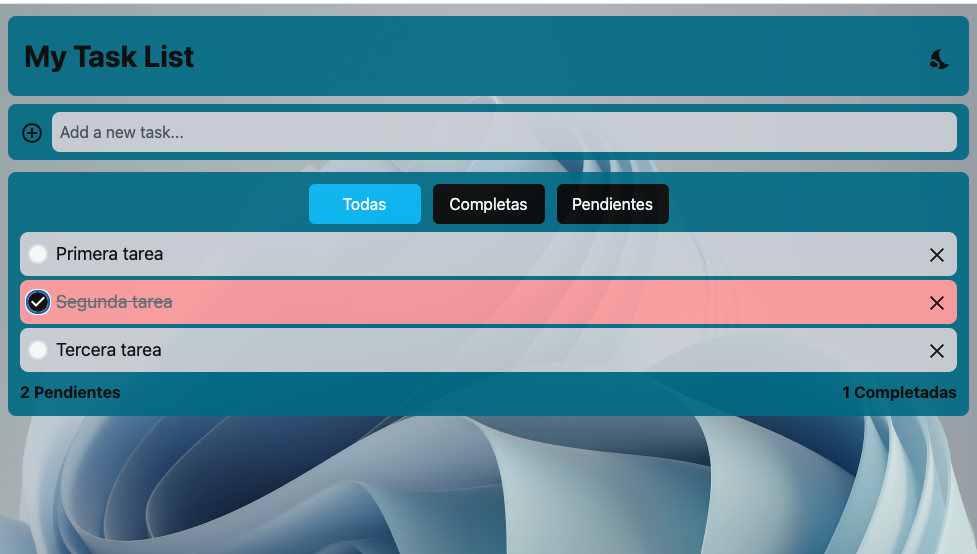 My Task List
Add a new task...
Todas Completas Pendientes
Primera tarea
Segunda tarea
Tercera tarea
2 Pendientes 1 Completadas